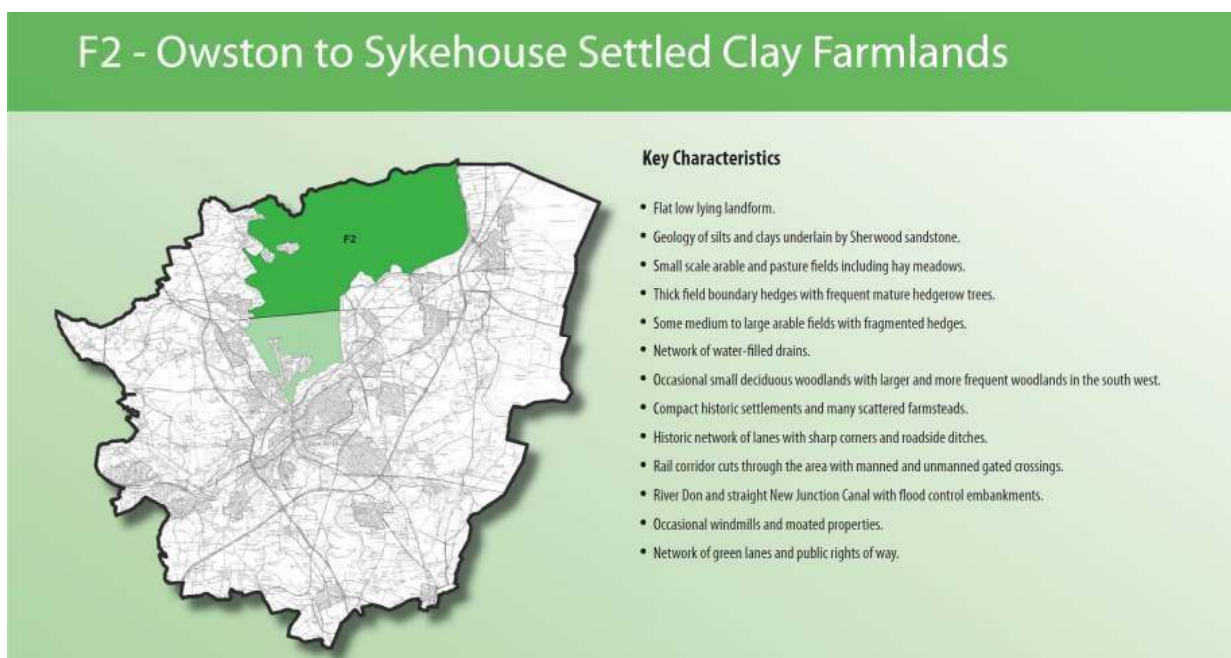 F2 - Owston to Sykehouse Settled Clay Farmlands
F2
Key Characteristics
• Flat low lying landform.
• Geology of silts and clays underlain by Sherwood sandstone.
• Small scale arable and pasture fields including hay meadows.
• Thick field boundary hedges with frequent mature hedgerow trees.
• Some medium to large arable fields with fragmented hedges.
• Network of water-filled drains.
• Occasional small deciduous woodlands with larger and more frequent woodlands in the south west.
• Compact historic settlements and many scattered farmsteads.
• Historic network of lanes with sharp corners and roadside ditches.
• Rail corridor cuts through the area with manned and unmanned gated crossings.
• River Don and straight New Junction Canal with flood control embankments.
• Occasional windmills and moated properties.
• Network of green lanes and public rights of way.